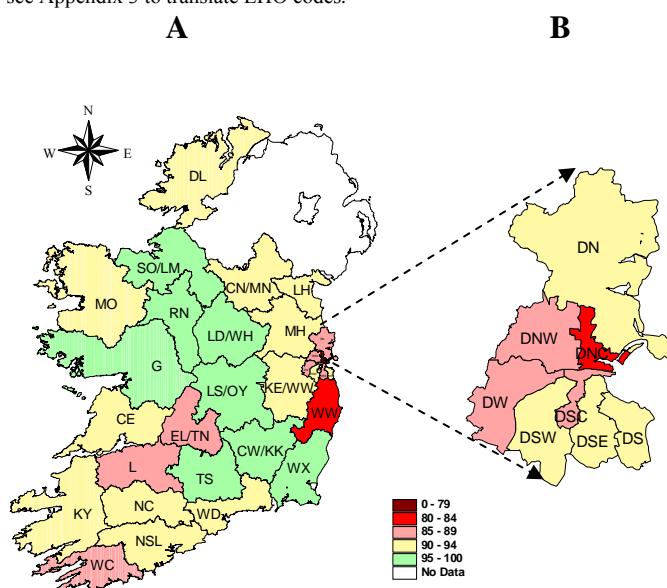 see Appendix 3 to translate LHO codes.
A B
N
W E
S
DL
DN
SO/LM
CN/MN
LH
MO
RN
MH
LD/WH
DNW
DNC
G
LS/OY
KE/WW
DW
WW
CE
EL/TN
DSC
DSW
DSE
DS
CW/KK
L
TS
WX
KY
NC
WD
NSL
WC
0 - 79
80 - 84
85 - 89
90 - 94
95 - 100
No Data